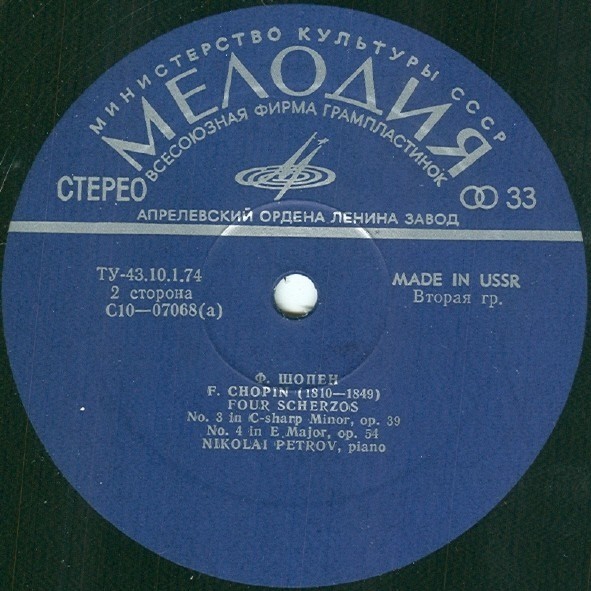 МИНИСТЕРСТВО КУЛЬТУРЫ СССР
МЕЛОДИЯ
ВСЕСОЮЗНАЯ ФИРМА ГРАМПЛАСТИНОК
СТЕРЕО
33
АПРЕЛЕВСКИЙ ОРДЕНА ЛЕНИНА ЗАВОД
ТУ-43.10.1.74
2 сторона
С10—07068(а)
MADE IN USSR
Вторая гр.
Ф. ШОПЕН
F. CHOPIN (1810—1849)
FOUR SCHERZOS
No. 3 in C-sharp Minor, op. 39
No. 4 in E Major, op. 54
NIKOLAI PETROV, piano